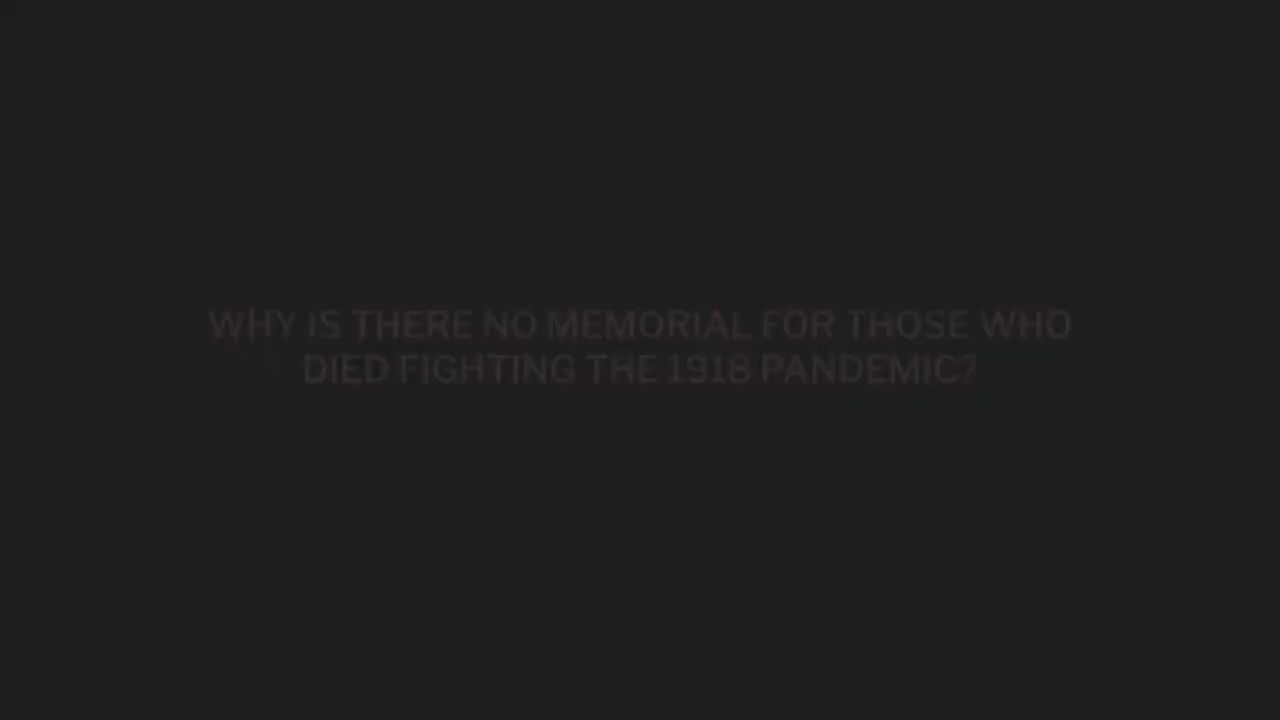 WHY IS THERE NO MEMORIAL FOR THOSE WHO
DIED FIGHTING THE 1918 PANDEMIC?